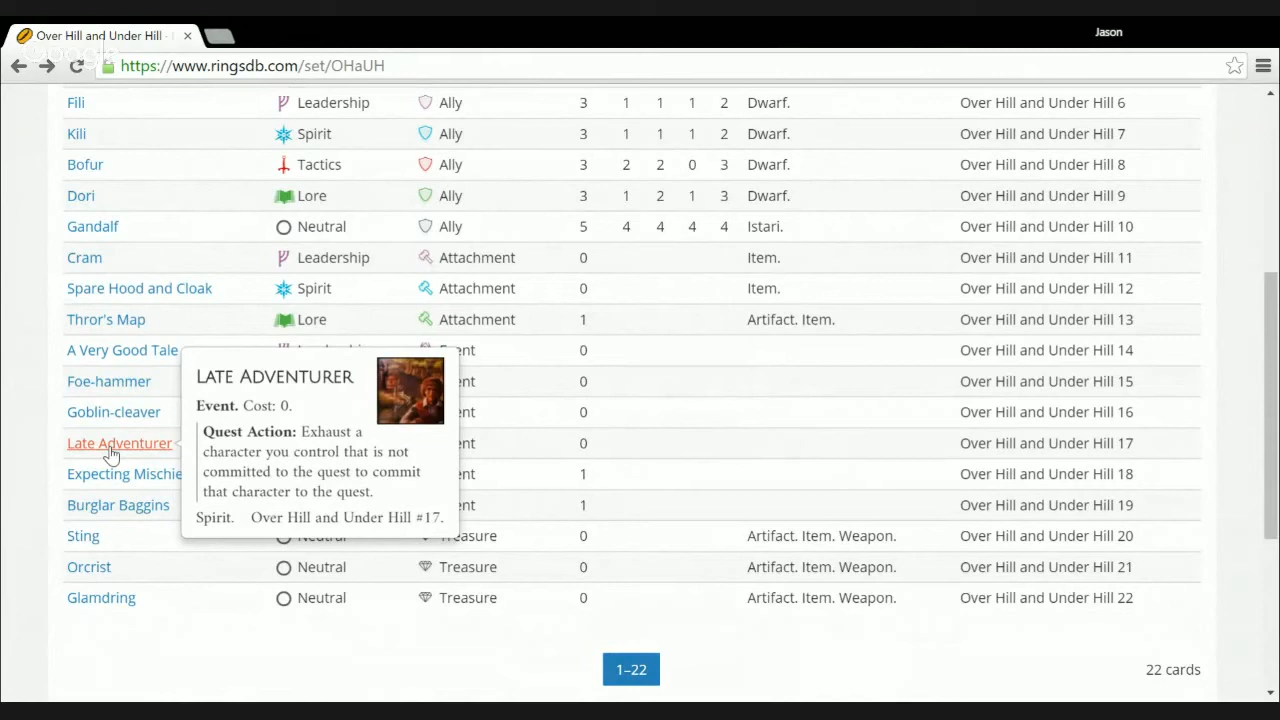 Over Hill and Under Hill -
Jason
https://www.ringsdb.com/set/OHaUH
Fili Leadership Ally 3 1 1 1 2 Dwarf. Over Hill and Under Hill 6
Kili Spirit Ally 3 1 1 1 2 Dwarf. Over Hill and Under Hill 7
Bofur Tactics Ally 3 2 2 0 3 Dwarf. Over Hill and Under Hill 8
Dori Lore Ally 3 1 2 1 3 Dwarf. Over Hill and Under Hill 9
Gandalf Neutral Ally 5 4 4 4 4 Istari. Over Hill and Under Hill 10
Cram Leadership Attachment 0 Item. Over Hill and Under Hill 11
Spare Hood and Cloak Spirit Attachment 0 Item. Over Hill and Under Hill 12
Thror's Map Lore Attachment 1 Artifact. Item. Over Hill and Under Hill 13
A Very Good Tale 0 Over Hill and Under Hill 14
Foe-hammer 0 Over Hill and Under Hill 15
Goblin-cleaver 0 Over Hill and Under Hill 16
Late Adventurer 0 Over Hill and Under Hill 17
Expecting Mischie 1 Over Hill and Under Hill 18
Burglar Baggins 1 Over Hill and Under Hill 19
Sting Neutral Treasure 0 Artifact. Item. Weapon. Over Hill and Under Hill 20
Orcrist Neutral Treasure 0 Artifact. Item. Weapon. Over Hill and Under Hill 21
Glamdring Neutral Treasure 0 Artifact. Item. Weapon. Over Hill and Under Hill 22
LATE ADVENTURER
Event. Cost: 0.
Quest Action: Exhaust a
character you control that is not
committed to the quest to commit
that character to the quest.
Spirit. Over Hill and Under Hill #17.
1–22
22 cards